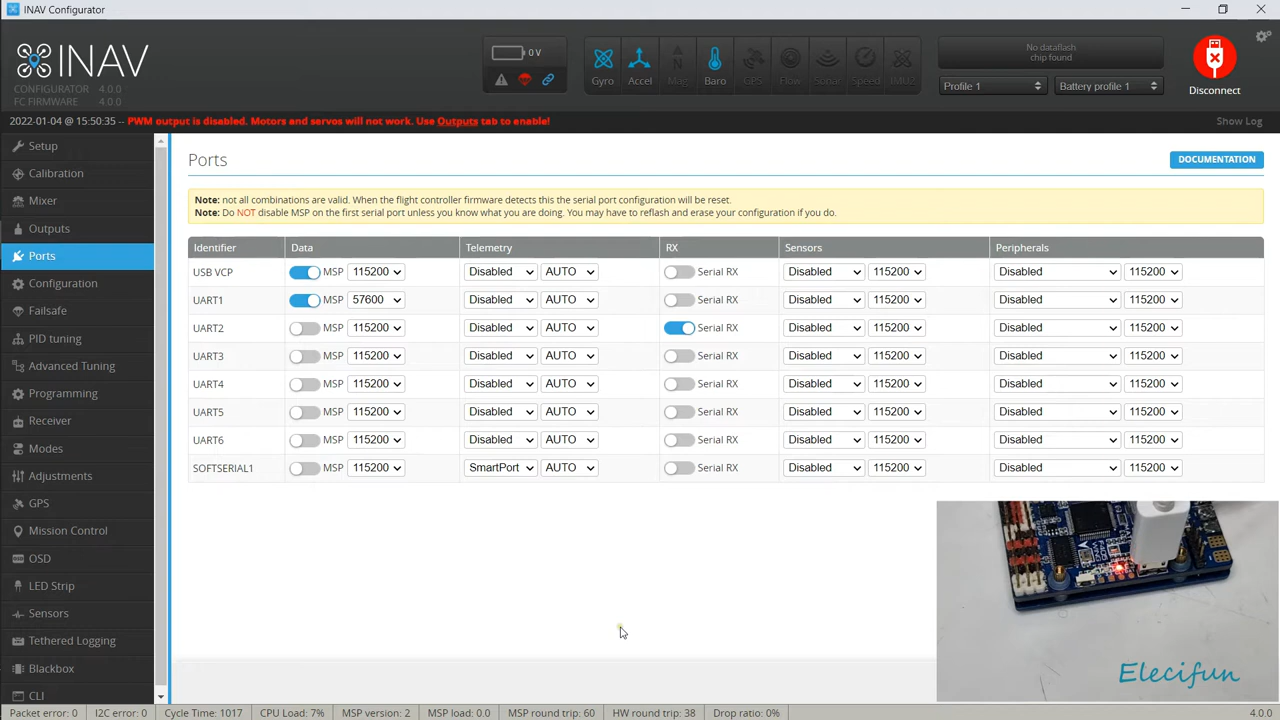 INAV Configurator
INAV
CONFIGURATOR 4.0.0
FC FIRMWARE 4.0.0
0 V
Gyro Accel Mag Baro GPS Flow Sonar Speed IMU2
No dataflash
chip found
Profile 1 Battery profile 1
Disconnect
2022-01-04 @ 15:50:35 -- PWM output is disabled. Motors and servos will not work. Use Outputs tab to enable!
Show Log
Setup
Calibration
Mixer
Outputs
Ports
Configuration
Failsafe
PID tuning
Advanced Tuning
Programming
Receiver
Modes
Adjustments
GPS
Mission Control
OSD
LED Strip
Sensors
Tethered Logging
Blackbox
CLI
Ports
DOCUMENTATION
Note: not all combinations are valid. When the flight controller firmware detects this the serial port configuration will be reset.
Note: Do NOT disable MSP on the first serial port unless you know what you are doing. You may have to reflash and erase your configuration if you do.
Identifier Data Telemetry RX Sensors Peripherals
USB VCP MSP 115200 Disabled AUTO Serial RX Disabled 115200 Disabled 115200
UART1 MSP 57600 Disabled AUTO Serial RX Disabled 115200 Disabled 115200
UART2 MSP 115200 Disabled AUTO Serial RX Disabled 115200 Disabled 115200
UART3 MSP 115200 Disabled AUTO Serial RX Disabled 115200 Disabled 115200
UART4 MSP 115200 Disabled AUTO Serial RX Disabled 115200 Disabled 115200
UART5 MSP 115200 Disabled AUTO Serial RX Disabled 115200 Disabled 115200
UART6 MSP 115200 Disabled AUTO Serial RX Disabled 115200 Disabled 115200
SOFTSERIAL1 MSP 115200 SmartPort AUTO Serial RX Disabled 115200 Disabled 115200
Elecifun
Packet error: 0 I2C error: 0 Cycle Time: 1017 CPU Load: 7% MSP version: 2 MSP load: 0.0 MSP round trip: 60 HW round trip: 38 Drop ratio: 0% 4.0.0